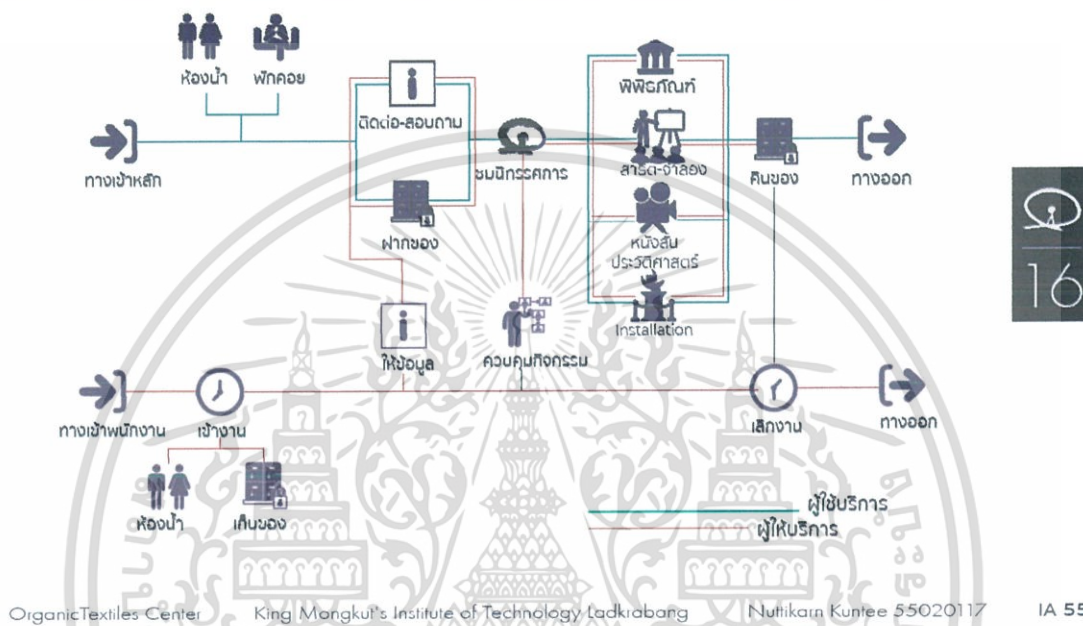 ห้องน้ำ พักคอย
ติดต่อ-สอบถาม
พิพิธภัณฑ์
ทางเข้าหลัก
ชมนิทรรศการ
สาธิต-จำลอง
คืนของ
ทางออก
ฝากของ
หนังสั้น
ประวัติศาสตร์
16
Installation
ให้ข้อมูล
ควบคุมกิจกรรม
ทางเข้าพนักงาน
เข้างาน
เลิกงาน
ทางออก
ห้องน้ำ
เก็บของ
ผู้ใช้บริการ
ผู้ให้บริการ
OrganicTextiles Center King Mongkut's Institute of Technology Ladkrabang Nuttikarn Kuntee 55020117 IA 55